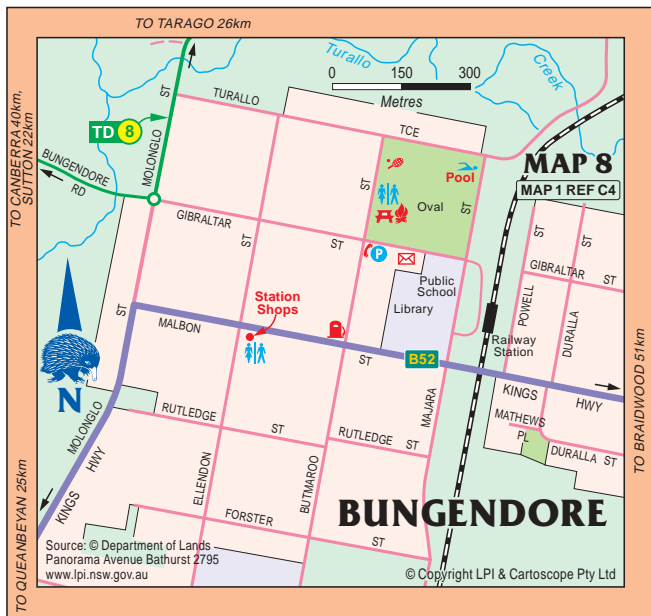 TO TARAGO 26km
TO CANBERRA 40km,
SUTTON 22km
Turallo
Creek
0 150 300
Metres
ST
TURALLO
TCE
TD 8
MOLONGLO
BUNGENDORE
RD
MAP 8
MAP 1 REF C4
Pool
ST
Oval
ST
GIBRALTAR
ST
ST
P
Public
School
Library
ST
GIBRALTAR
ST
POWELL
DURALLA
Station
Shops
ST
MALBON
ST
B52
Railway
Station
KINGS
HWY
TO BRAIDWOOD 51km
N
MOLONGLO
RUTLEDGE
ST
RUTLEDGE
ST
MAJARA
MATHEWS
PL
DURALLA
ST
KINGS
HWY
ELLENDON
BUTMAROO
FORSTER
ST
BUNGENDORE
TO QUEANBEYAN 25km
Source: © Department of Lands
Panorama Avenue Bathurst 2795
www.lpi.nsw.gov.au
© Copyright LPI & Cartoscope Pty Ltd